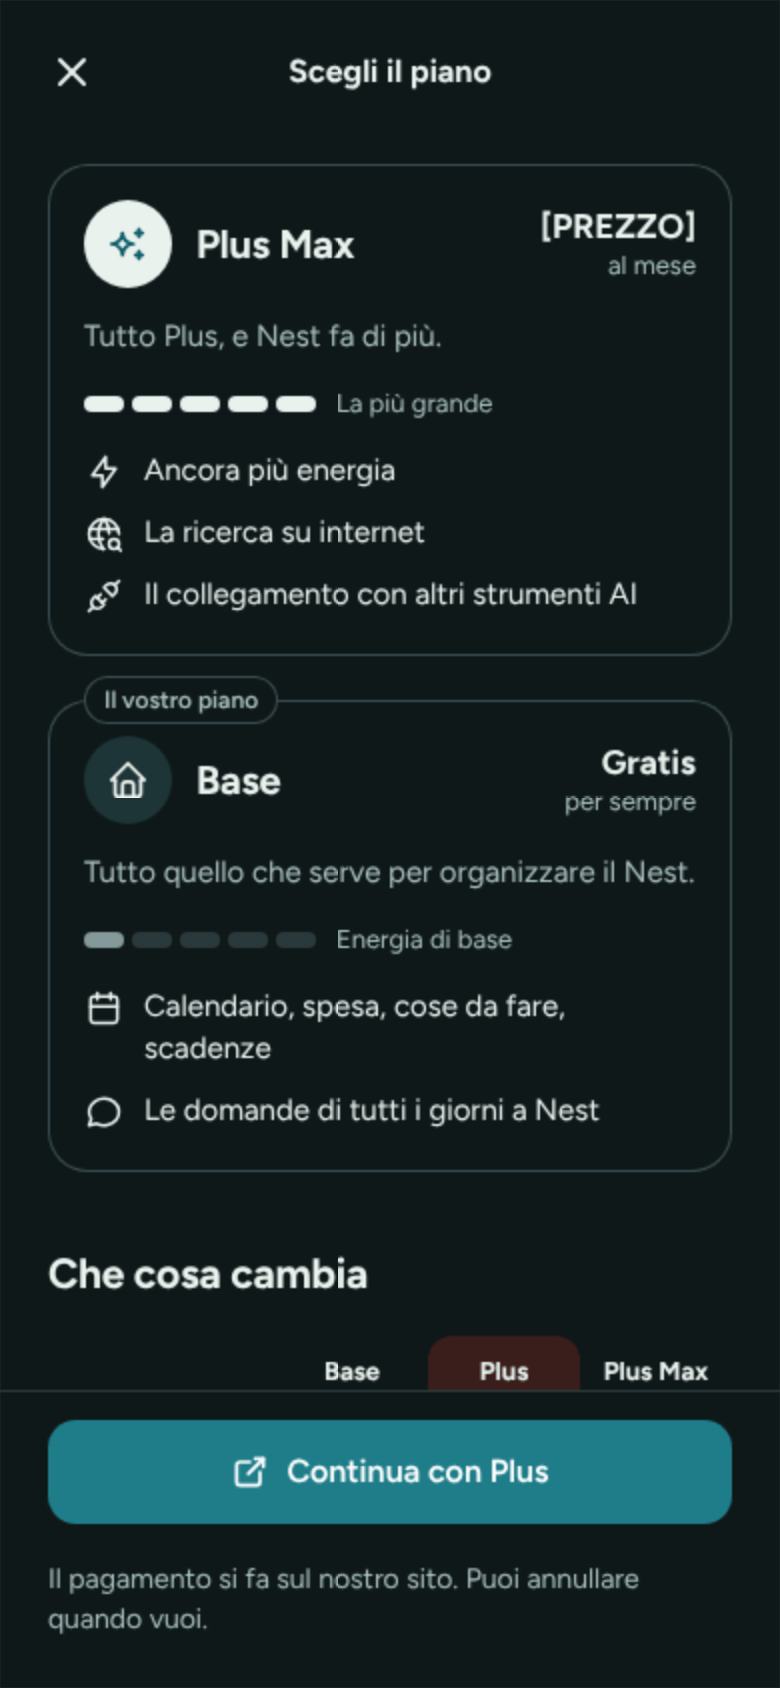 Scegli il piano
Plus Max
[PREZZO]
al mese
Tutto Plus, e Nest fa di più.
La più grande
Ancora più energia
La ricerca su internet
Il collegamento con altri strumenti AI
Il vostro piano
Base
Gratis
per sempre
Tutto quello che serve per organizzare il Nest.
Energia di base
Calendario, spesa, cose da fare,
scadenze
Le domande di tutti i giorni a Nest
Che cosa cambia
Base Plus Plus Max
Continua con Plus
Il pagamento si fa sul nostro sito. Puoi annullare
quando vuoi.